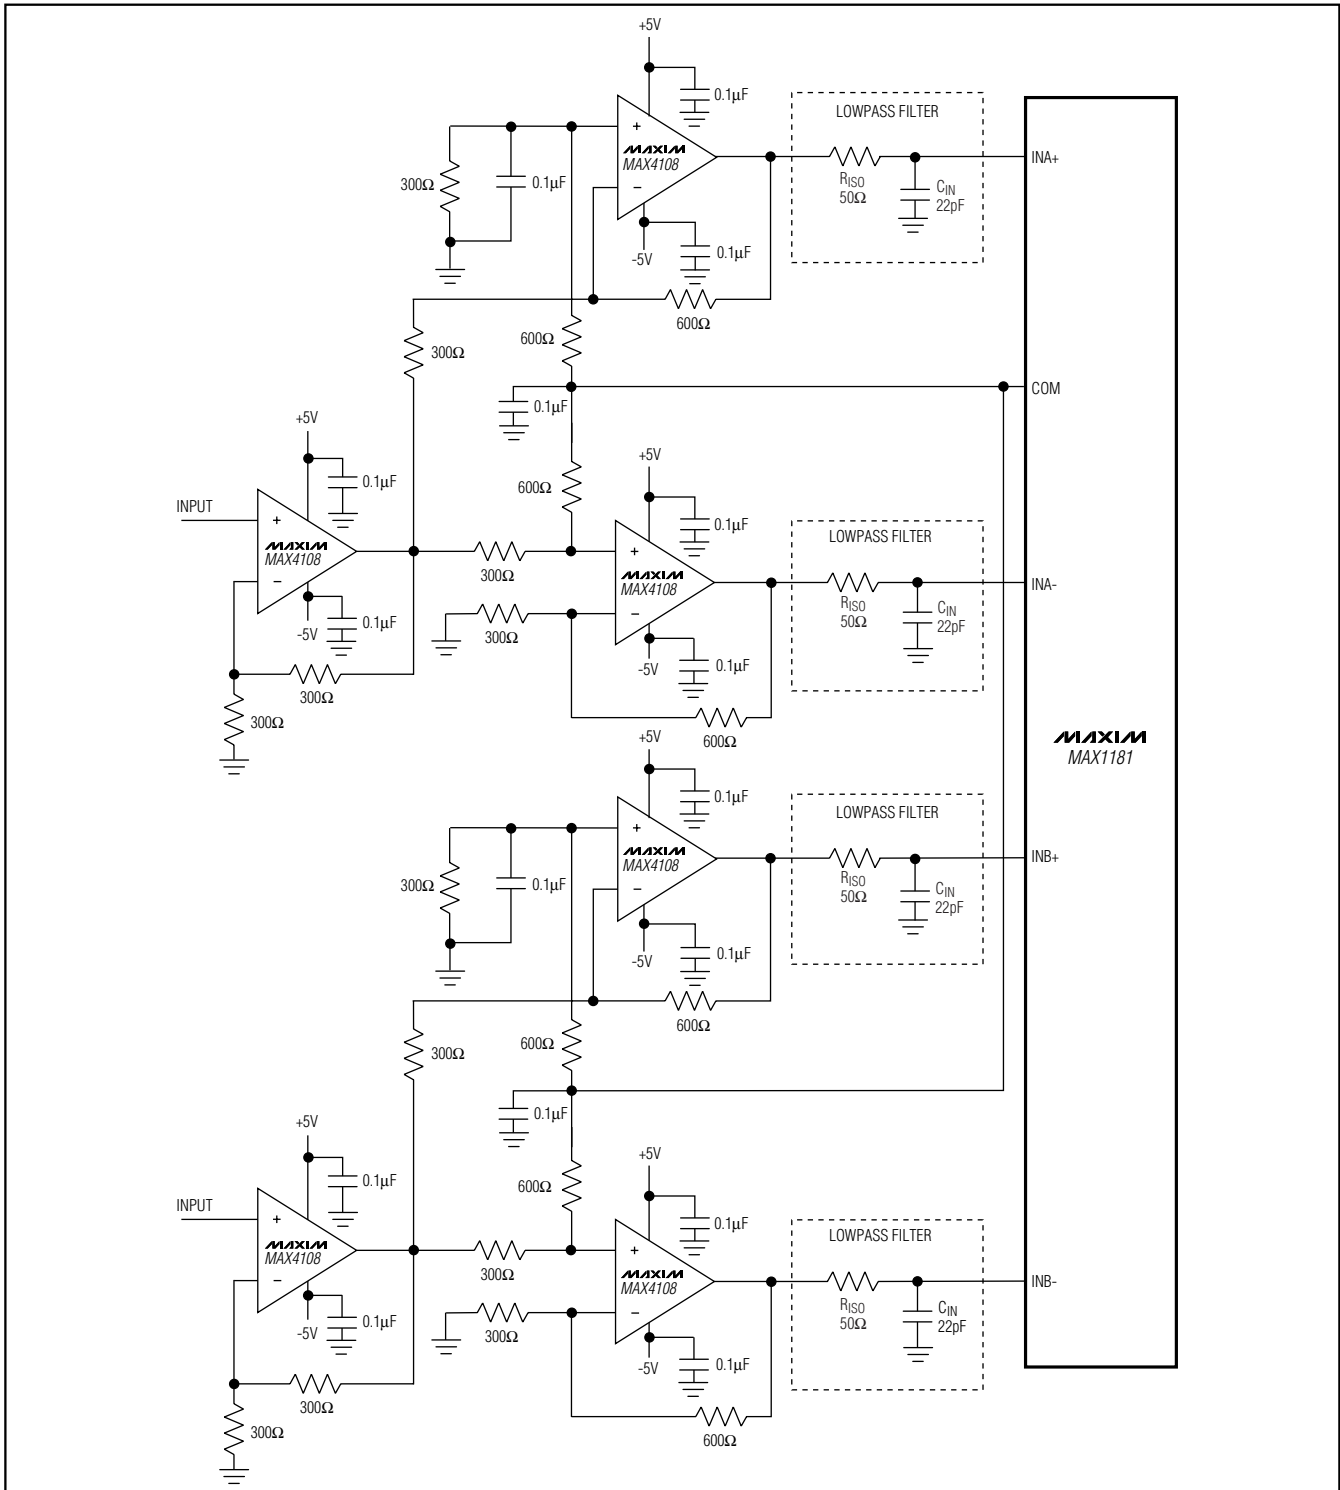 +5V
0.1µF
LOWPASS FILTER
MAXIM
MAX4108
INA+
300Ω
0.1µF
RISO
50Ω
CIN
22pF
-5V
0.1µF
600Ω
300Ω
600Ω
COM
0.1µF
+5V
+5V
0.1µF
600Ω
INPUT
0.1µF
LOWPASS FILTER
MAXIM
MAX4108
300Ω
MAXIM
MAX4108
INA-
RISO
50Ω
CIN
22pF
-5V
0.1µF
300Ω
-5V
0.1µF
300Ω
300Ω
600Ω
+5V
MAXIM
MAX1181
0.1µF
LOWPASS FILTER
MAXIM
MAX4108
INB+
300Ω
0.1µF
RISO
50Ω
CIN
22pF
-5V
0.1µF
600Ω
300Ω
600Ω
0.1µF
+5V
+5V
0.1µF
600Ω
INPUT
0.1µF
LOWPASS FILTER
MAXIM
MAX4108
300Ω
MAXIM
MAX4108
INB-
RISO
50Ω
CIN
22pF
-5V
0.1µF
300Ω
-5V
0.1µF
300Ω
300Ω
600Ω